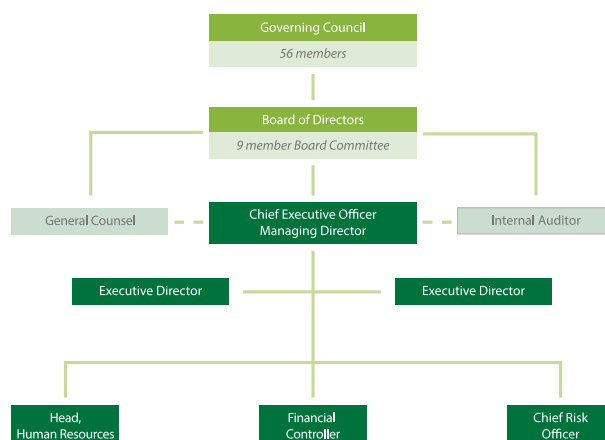 Governing Council
56 members
Board of Directors
9 member Board Committee
General Counsel
Chief Executive Officer
Managing Director
Internal Auditor
Executive Director
Executive Director
Head,
Human Resources
Financial
Controller
Chief Risk
Officer